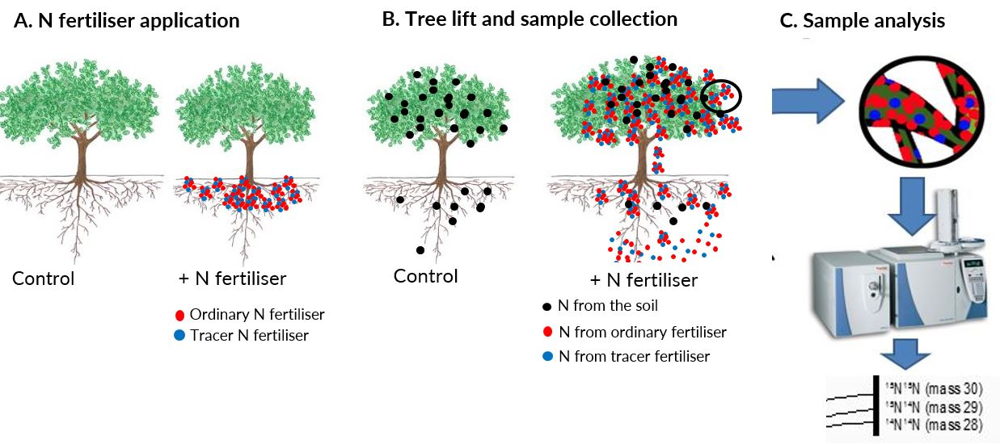 A. N fertiliser application
B. Tree lift and sample collection
C. Sample analysis
Control
+ N fertiliser
Ordinary N fertiliser
Tracer N fertiliser
Control
+ N fertiliser
N from the soil
N from ordinary fertiliser
N from tracer fertiliser
¹⁵N¹⁵N (mass 30)
¹⁵N¹⁴N (mass 29)
¹⁴N¹⁴N (mass 28)